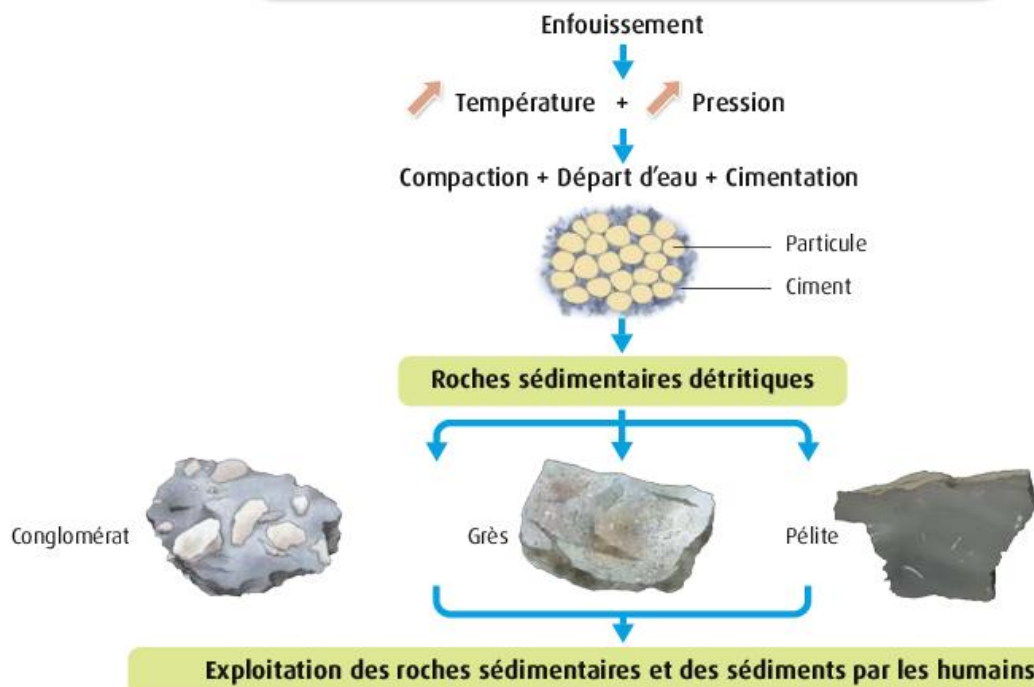 Enfouissement
Température + Pression
Compaction + Départ d'eau + Cimentation
Particule
Ciment
Roches sédimentaires détritiques
Conglomérat
Grès
Pélite
Exploitation des roches sédimentaires et des sédiments par les humains